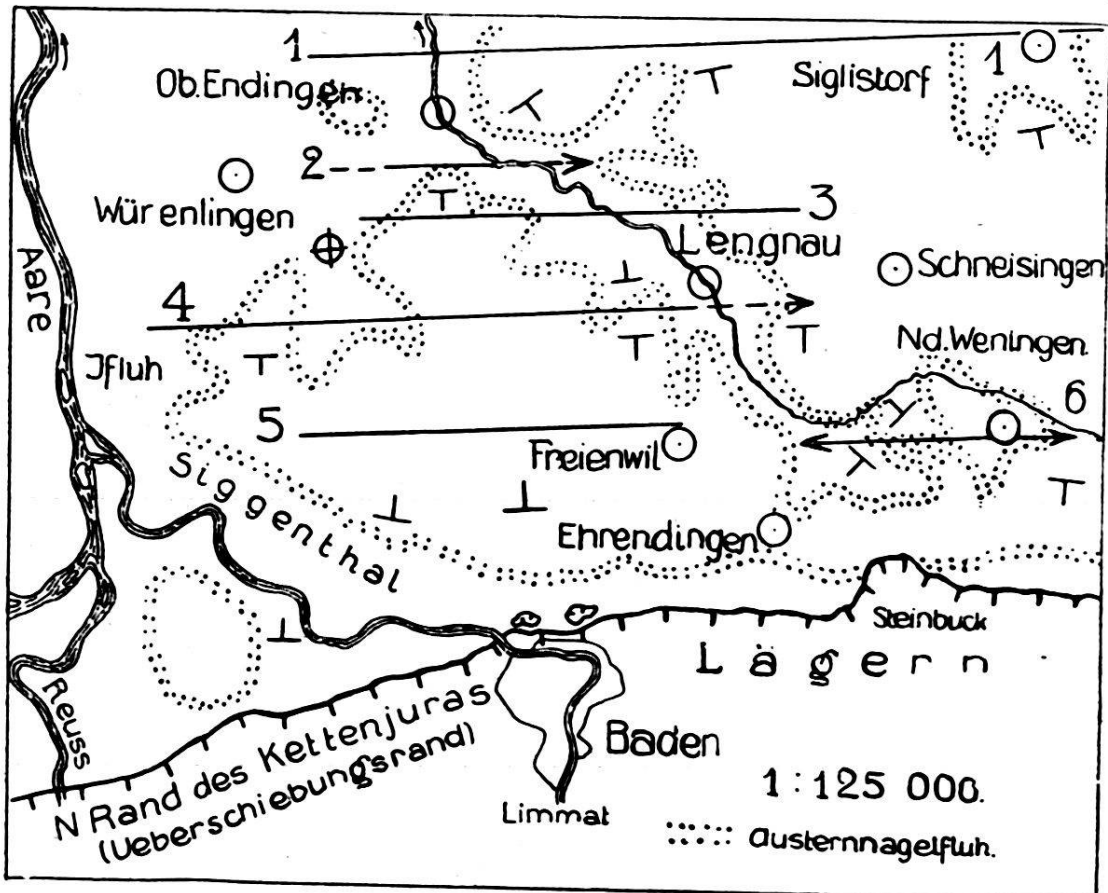 1
Ob. Endingen
Siglistorf
1
2
Würenlingen
3
Lengnau
Schneisingen
Aare
4
Jfluh
Nd. Weningen
6
5
Freienwil
Siggenthal
Ehrendingen
Steinbuck
Lägern
Reuss
N Rand des Kettenjuras
(Ueberschiebungsrand)
Baden
Limmat
1:125 000.
Austernnagelfluh.